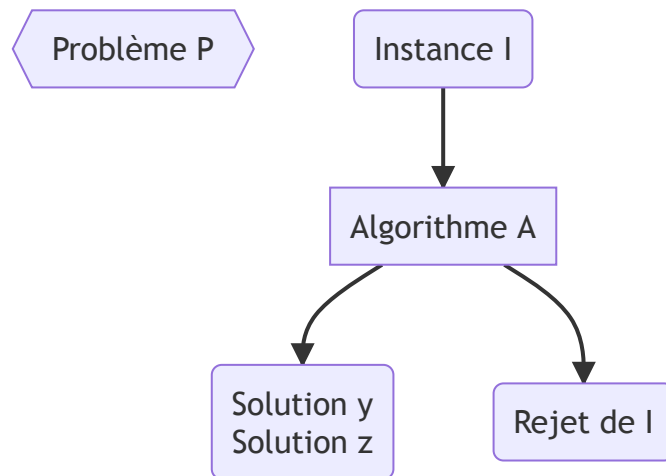 Problème P
Instance I
Algorithme A
Solution y
Solution z
Rejet de I